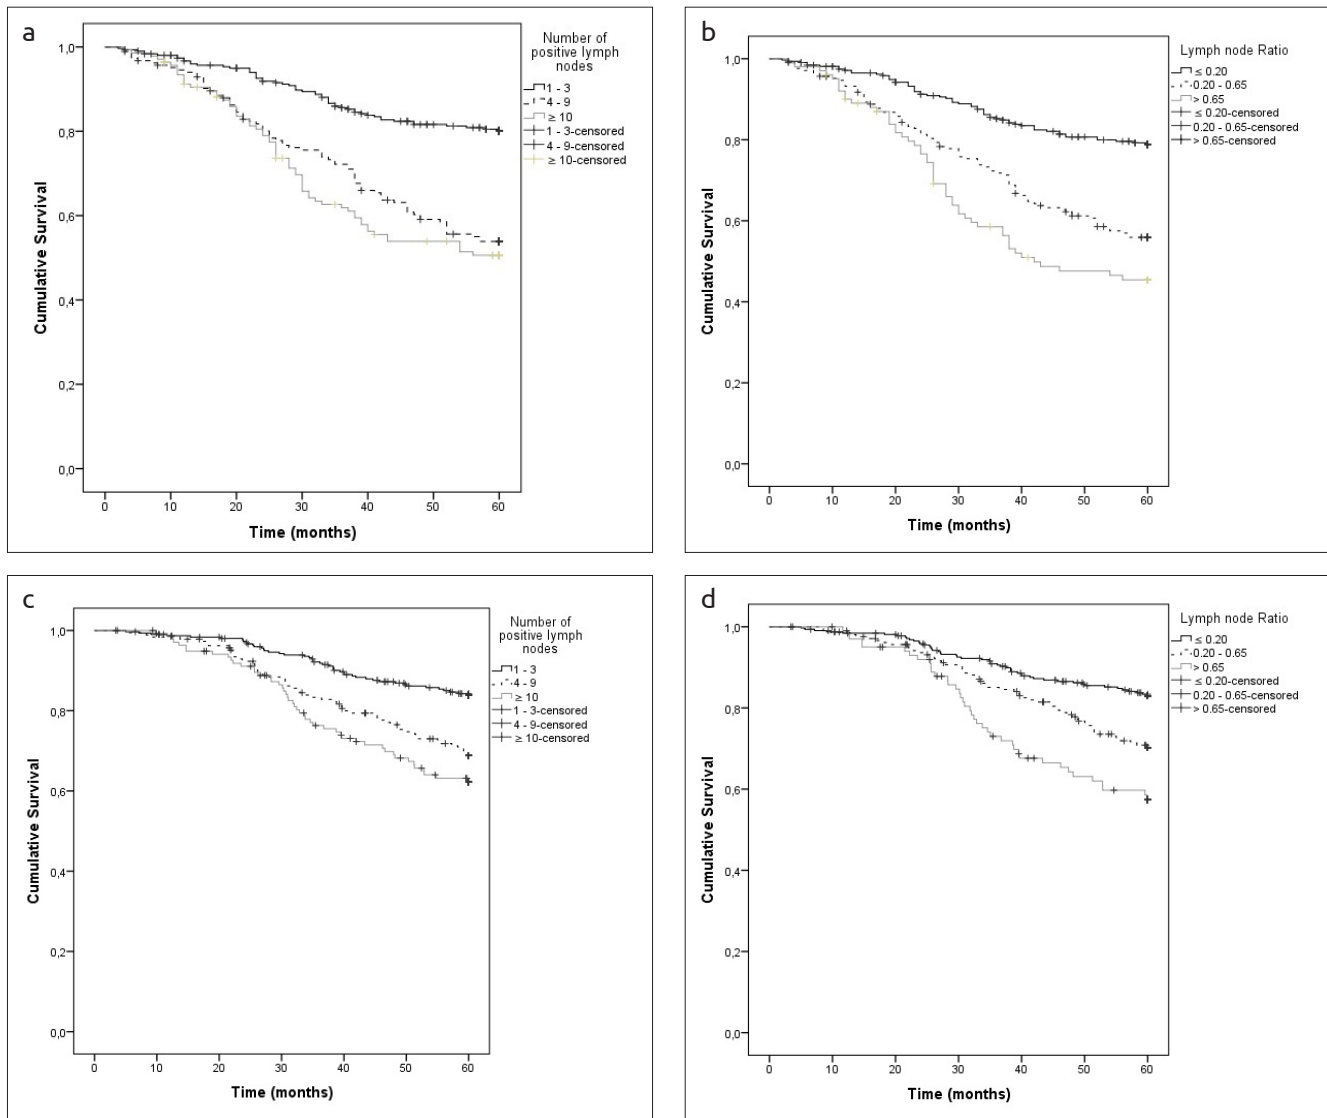 a
Number of
positive lymph
nodes
1 - 3
4 - 9
≥ 10
1 - 3-censored
4 - 9-censored
≥ 10-censored
1,0
0,8
0,6
0,4
0,2
0,0
Cumulative Survival
0 10 20 30 40 50 60
Time (months)
b
Lymph node Ratio
≤ 0.20
0.20 - 0.65
> 0.65
≤ 0.20-censored
0.20 - 0.65-censored
> 0.65-censored
1,0
0,8
0,6
0,4
0,2
0,0
Cumulative Survival
0 10 20 30 40 50 60
Time (months)
c
Number of
positive lymph
nodes
1 - 3
4 - 9
≥ 10
1 - 3-censored
4 - 9-censored
≥ 10-censored
1,0
0,8
0,6
0,4
0,2
0,0
Cumulative Survival
0 10 20 30 40 50 60
Time (months)
d
Lymph node Ratio
≤ 0.20
0.20 - 0.65
> 0.65
≤ 0.20-censored
0.20 - 0.65-censored
> 0.65-censored
1,0
0,8
0,6
0,4
0,2
0,0
Cumulative Survival
0 10 20 30 40 50 60
Time (months)